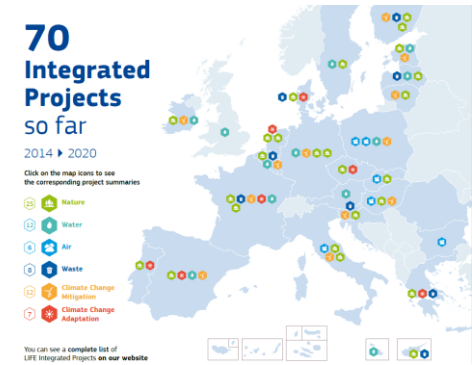 70
Integrated
Projects
so far
2014 ▸ 2020
Click on the map icons to see
the corresponding project summaries
25 Nature
12 Water
6 Air
8 Waste
12 Climate Change
Mitigation
7 Climate Change
Adaptation
You can see a complete list of
LIFE Integrated Projects on our website